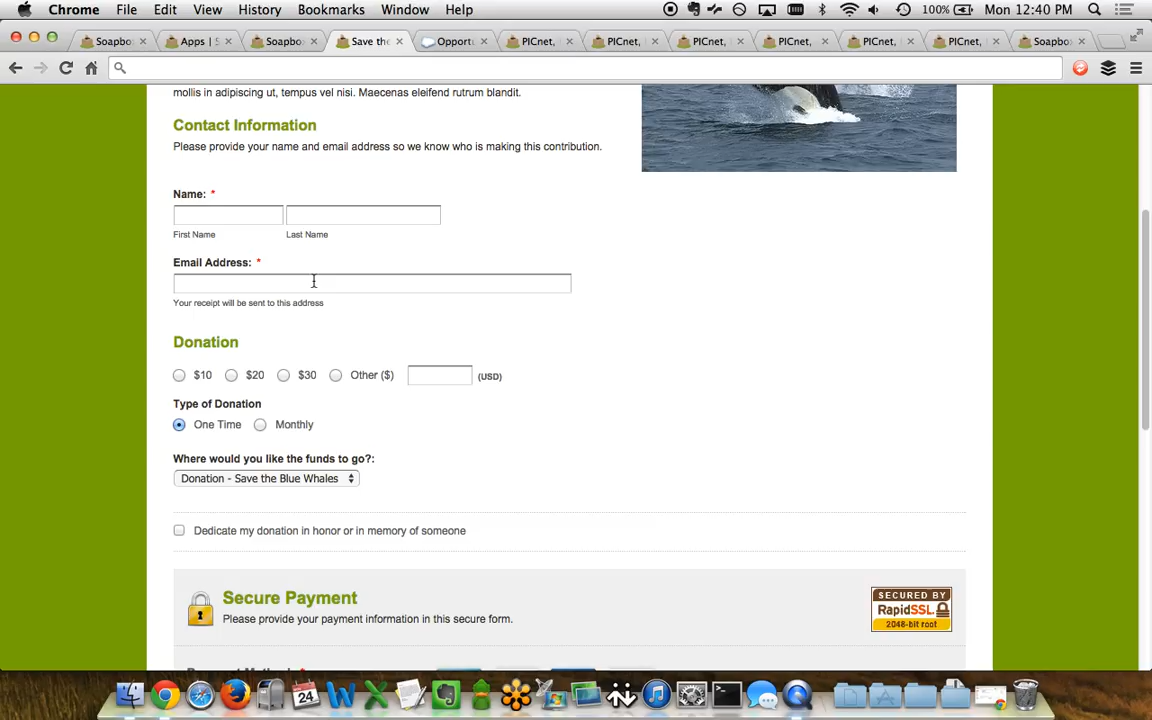 Chrome File Edit View History Bookmarks Window Help 100% Mon 12:40 PM
Soapbox Apps | S Soapbo Save the Opportu PICnet, PICnet, PICnet, PICnet, PICnet, PICnet, Soapbox
mollis in adipiscing ut, tempus vel nisi. Maecenas eleifend rutrum blandit.
Contact Information
Please provide your name and email address so we know who is making this contribution.
Name: *
First Name Last Name
Email Address: *
Your receipt will be sent to this address
Donation
$10 $20 $30 Other ($) (USD)
Type of Donation
One Time Monthly
Where would you like the funds to go?:
Donation - Save the Blue Whales
Dedicate my donation in honor or in memory of someone
Secure Payment
Please provide your payment information in this secure form.
SECURED BY
RapidSSL
2048-bit root
24